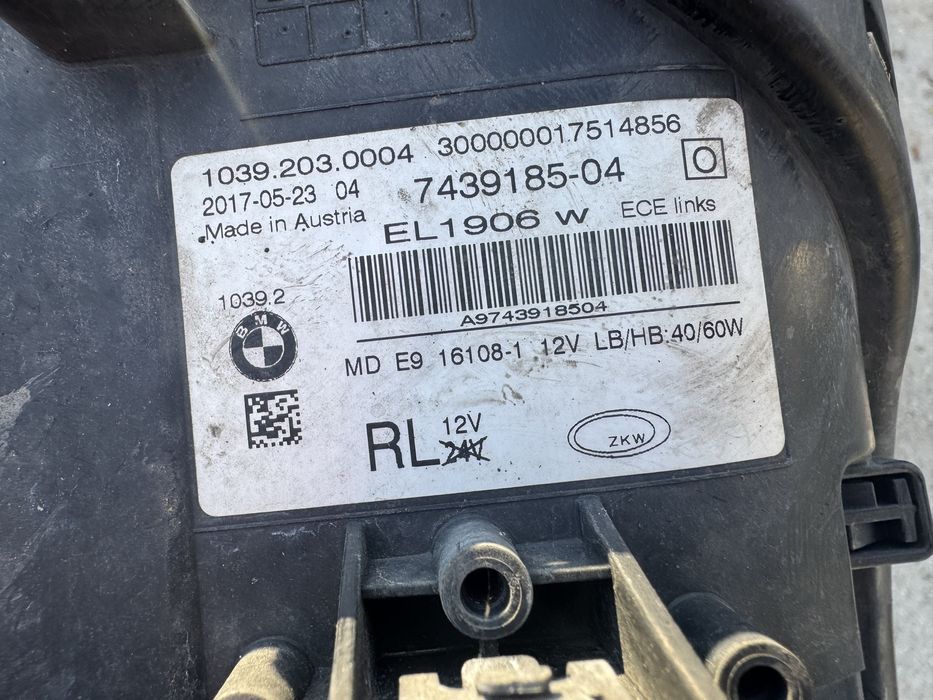 1039.203.0004 300000017514856
2017-05-23 04 7439185-04 O
Made in Austria EL1906 W ECE links
A9743918504
1039.2
BMW
MD E9 16108-1 12V LB/HB:40/60W
RL 12V
24V
ZKW